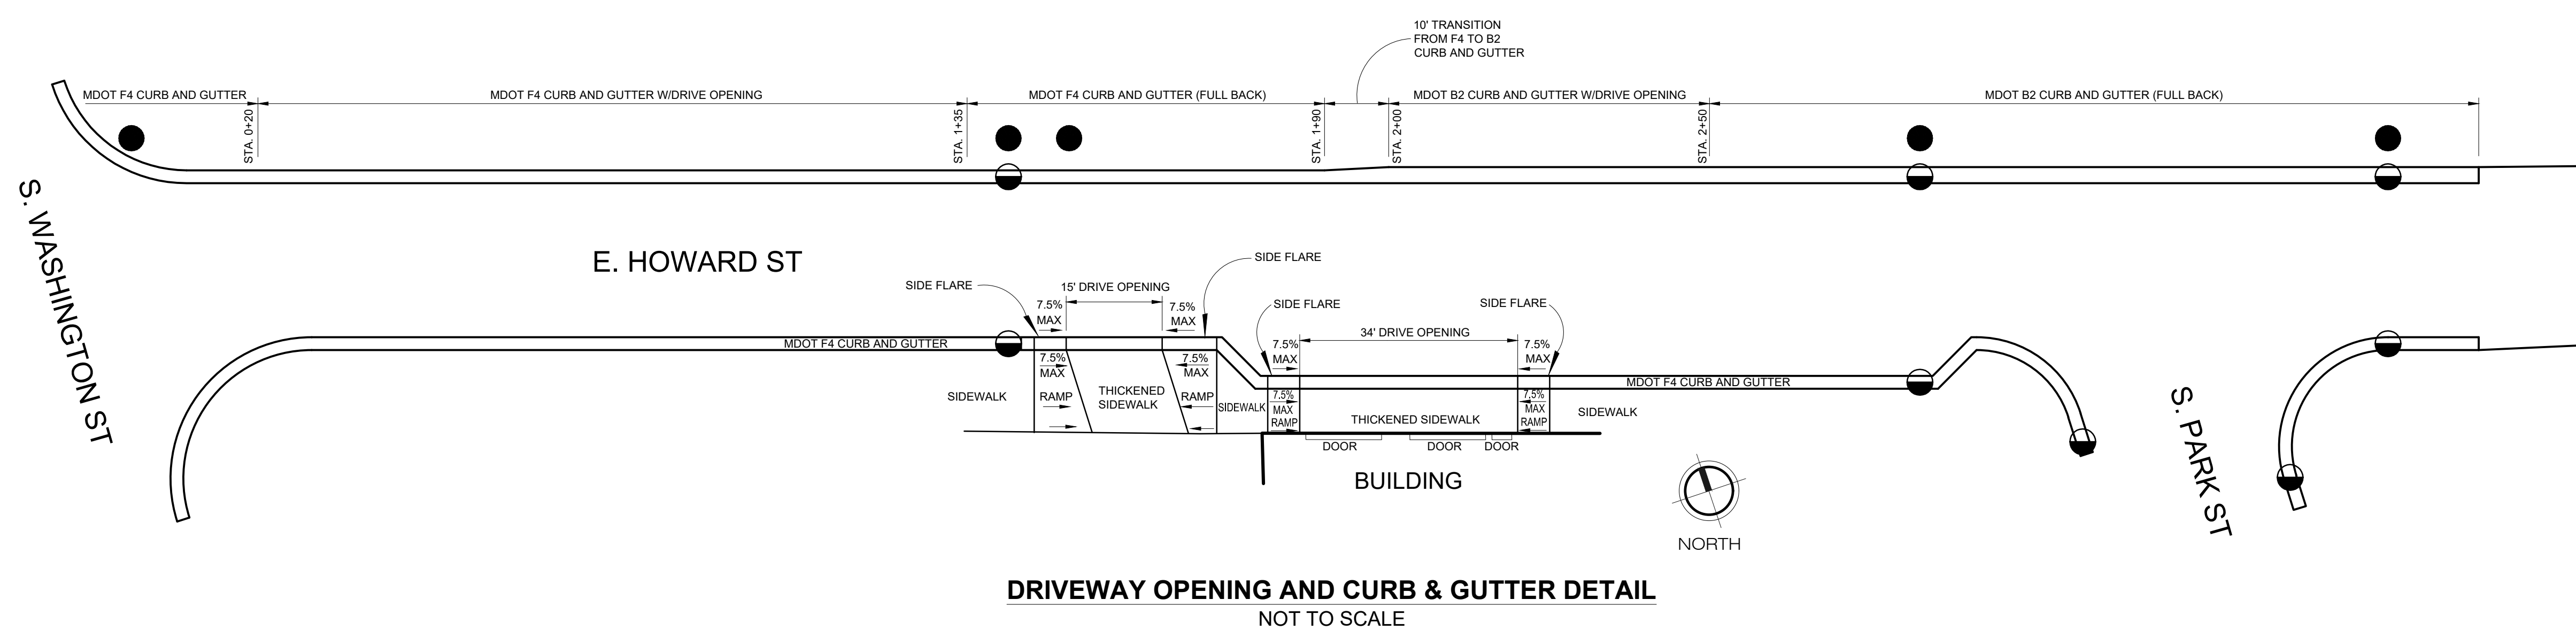 10' TRANSITION
FROM F4 TO B2
CURB AND GUTTER
MDOT F4 CURB AND GUTTER
MDOT F4 CURB AND GUTTER W/DRIVE OPENING
MDOT F4 CURB AND GUTTER (FULL BACK)
MDOT B2 CURB AND GUTTER W/DRIVE OPENING
MDOT B2 CURB AND GUTTER (FULL BACK)
STA. 0+20
STA. 1+35
STA. 1+90
STA. 2+00
STA. 2+50
S. WASHINGTON ST
E. HOWARD ST
SIDE FLARE
SIDE FLARE
SIDE FLARE
SIDE FLARE
15' DRIVE OPENING
7.5%
MAX
7.5%
MAX
34' DRIVE OPENING
7.5%
MAX
7.5%
MAX
MDOT F4 CURB AND GUTTER
MDOT F4 CURB AND GUTTER
7.5%
MAX
RAMP
7.5%
MAX
RAMP
THICKENED
SIDEWALK
SIDEWALK
SIDEWALK
7.5%
MAX
RAMP
THICKENED SIDEWALK
7.5%
MAX
RAMP
SIDEWALK
DOOR
DOOR
DOOR
BUILDING
S. PARK ST
NORTH
DRIVEWAY OPENING AND CURB & GUTTER DETAIL
NOT TO SCALE